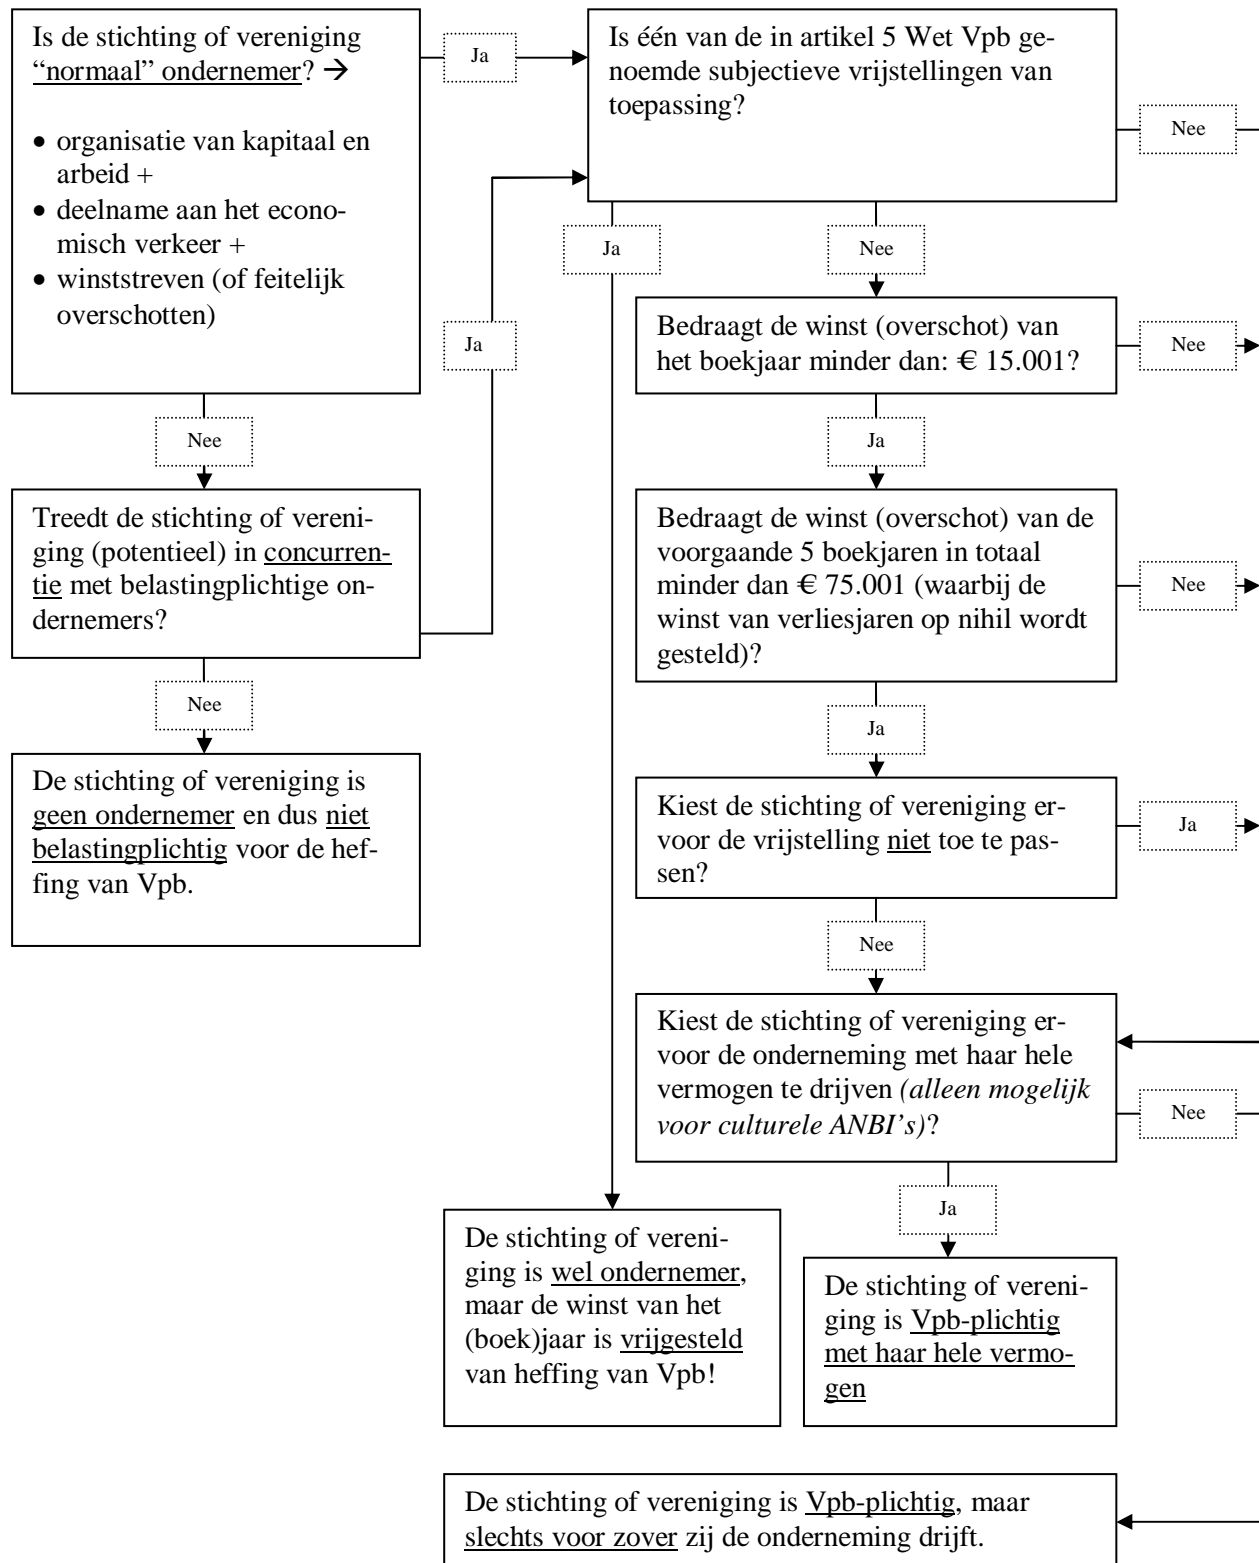 Is de stichting of vereniging
“normaal” ondernemer? →
• organisatie van kapitaal en
arbeid +
• deelname aan het econo-
misch verkeer +
• winststreven (of feitelijk
overschotten)
Ja
Is één van de in artikel 5 Wet Vpb ge-
noemde subjectieve vrijstellingen van
toepassing?
Nee
Ja
Nee
Ja
Nee
Bedraagt de winst (overschot) van
het boekjaar minder dan: € 15.001?
Nee
Ja
Treedt de stichting of vereni-
ging (potentieel) in concurren-
tie met belastingplichtige on-
dernemers?
Bedraagt de winst (overschot) van de
voorgaande 5 boekjaren in totaal
minder dan € 75.001 (waarbij de
winst van verliesjaren op nihil wordt
gesteld)?
Nee
Nee
Ja
De stichting of vereniging is
geen ondernemer en dus niet
belastingplichtig voor de hef-
fing van Vpb.
Kiest de stichting of vereniging er-
voor de vrijstelling niet toe te pas-
sen?
Ja
Nee
Kiest de stichting of vereniging er-
voor de onderneming met haar hele
vermogen te drijven (alleen mogelijk
voor culturele ANBI’s)?
Nee
Ja
De stichting of vereni-
ging is wel ondernemer,
maar de winst van het
(boek)jaar is vrijgesteld
van heffing van Vpb!
De stichting of vereni-
ging is Vpb-plichtig
met haar hele vermo-
gen
De stichting of vereniging is Vpb-plichtig, maar
slechts voor zover zij de onderneming drijft.